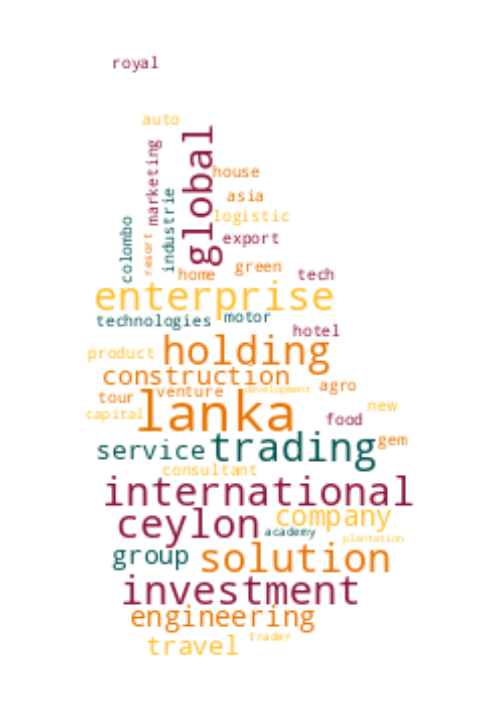 royal
auto
global
marketing
house
industrie
asia
colombo
logistic
resort
export
home
green
tech
enterprise
technologies
motor
hotel
product
holding
construction
tour
venture
development
agro
capital
lanka
new
food
service
trading
gem
consultant
international
ceylon
company
academy
plantation
group
solution
investment
engineering
travel
trader